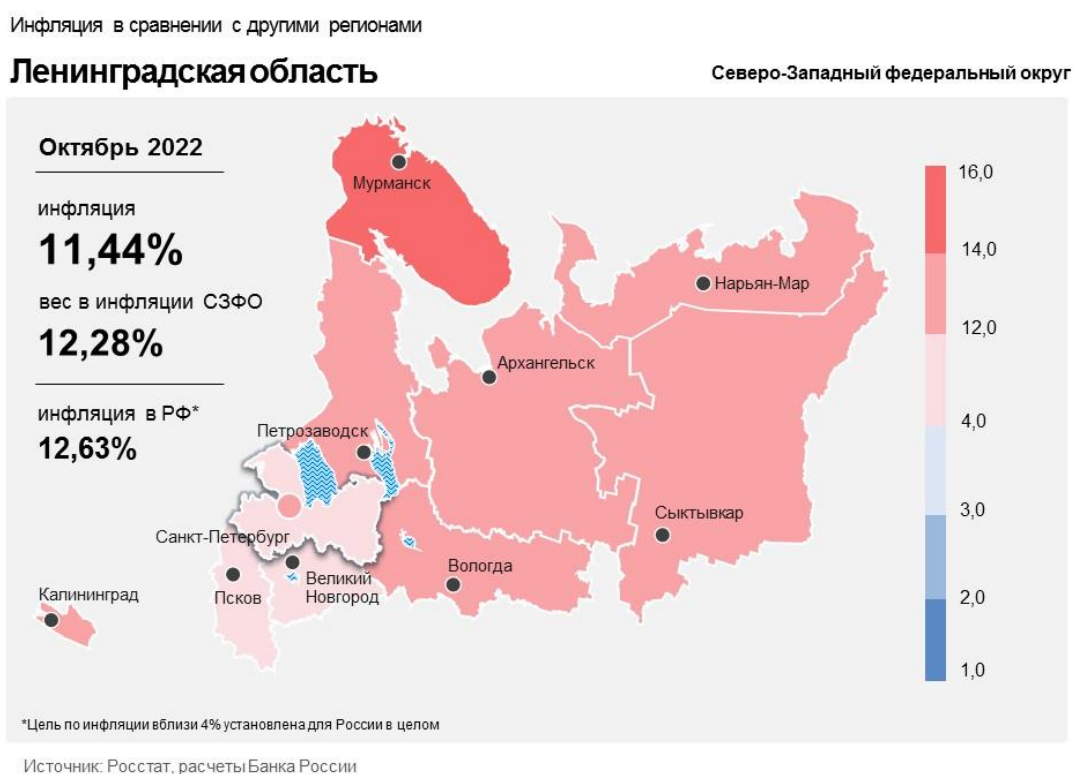 Инфляция в сравнении с другими регионами
Ленинградская область
Северо-Западный федеральный округ
Октябрь 2022
инфляция
11,44%
вес в инфляции СЗФО
12,28%
инфляция в РФ*
12,63%
Мурманск
Нарьян-Мар
Архангельск
Петрозаводск
Сыктывкар
Санкт-Петербург
Вологда
Великий
Новгород
Псков
Калининград
16,0
14,0
12,0
4,0
3,0
2,0
1,0
*Цель по инфляции вблизи 4% установлена для России в целом
Источник: Росстат, расчеты Банка России